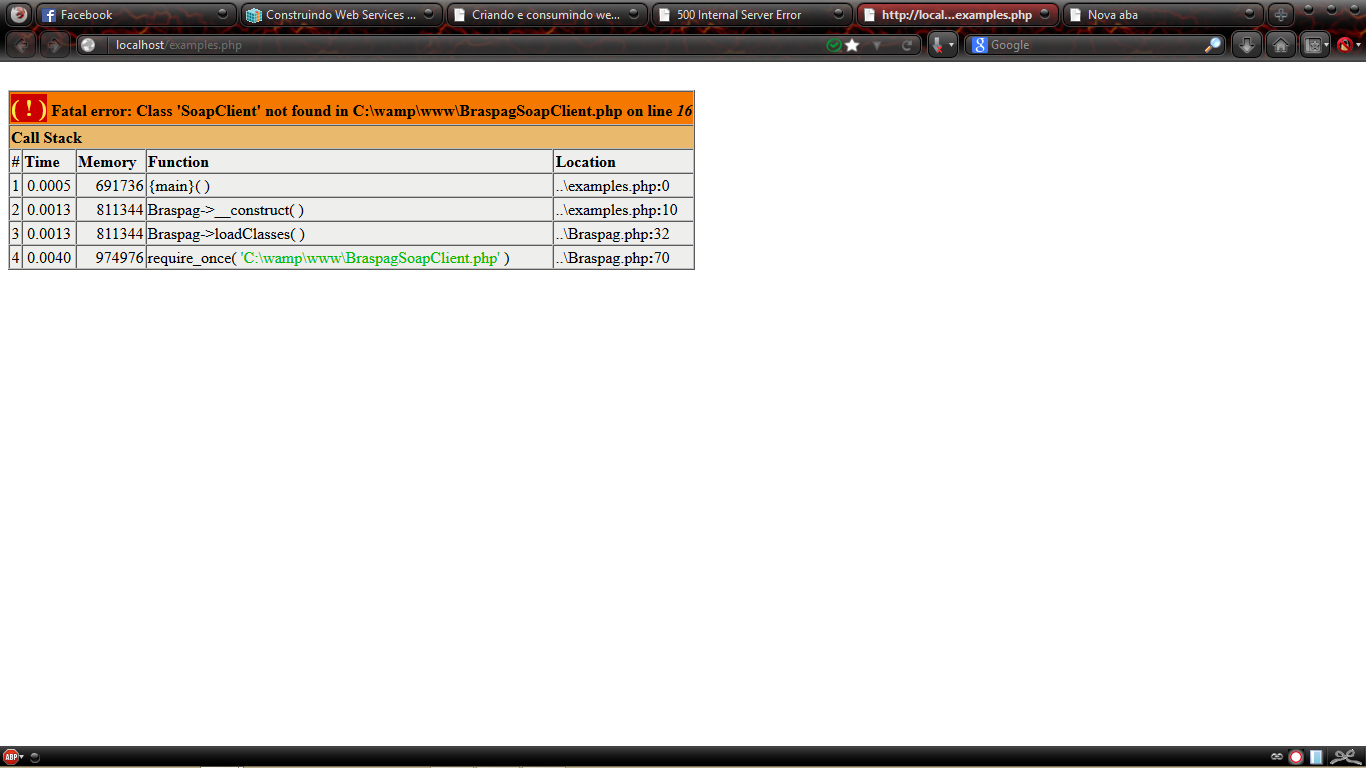 Facebook
Construindo Web Services ...
Criando e consumindo we...
500 Internal Server Error
http://local...examples.php
Nova aba
localhost/examples.php
Google
( ! ) Fatal error: Class 'SoapClient' not found in C:\wamp\www\BraspagSoapClient.php on line 16
Call Stack
# Time Memory Function Location
1 0.0005 691736 {main}( ) ..\examples.php:0
2 0.0013 811344 Braspag->__construct( ) ..\examples.php:10
3 0.0013 811344 Braspag->loadClasses( ) ..\Braspag.php:32
4 0.0040 974976 require_once( 'C:\wamp\www\BraspagSoapClient.php' ) ..\Braspag.php:70
ABP